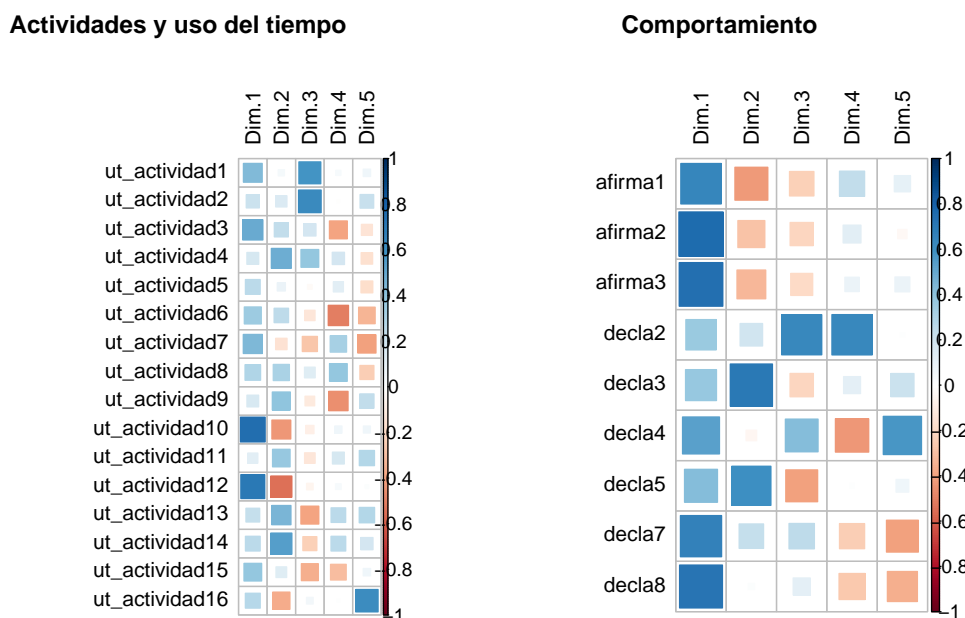 Actividades y uso del tiempo
Dim.1
Dim.2
Dim.3
Dim.4
Dim.5
ut_actividad1
ut_actividad2
ut_actividad3
ut_actividad4
ut_actividad5
ut_actividad6
ut_actividad7
ut_actividad8
ut_actividad9
ut_actividad10
ut_actividad11
ut_actividad12
ut_actividad13
ut_actividad14
ut_actividad15
ut_actividad16
1
0.8
0.6
0.4
0.2
0
-0.2
-0.4
-0.6
-0.8
-1
Comportamiento
Dim.1
Dim.2
Dim.3
Dim.4
Dim.5
afirma1
afirma2
afirma3
decla2
decla3
decla4
decla5
decla7
decla8
1
0.8
0.6
0.4
0.2
0
-0.2
-0.4
-0.6
-0.8
-1